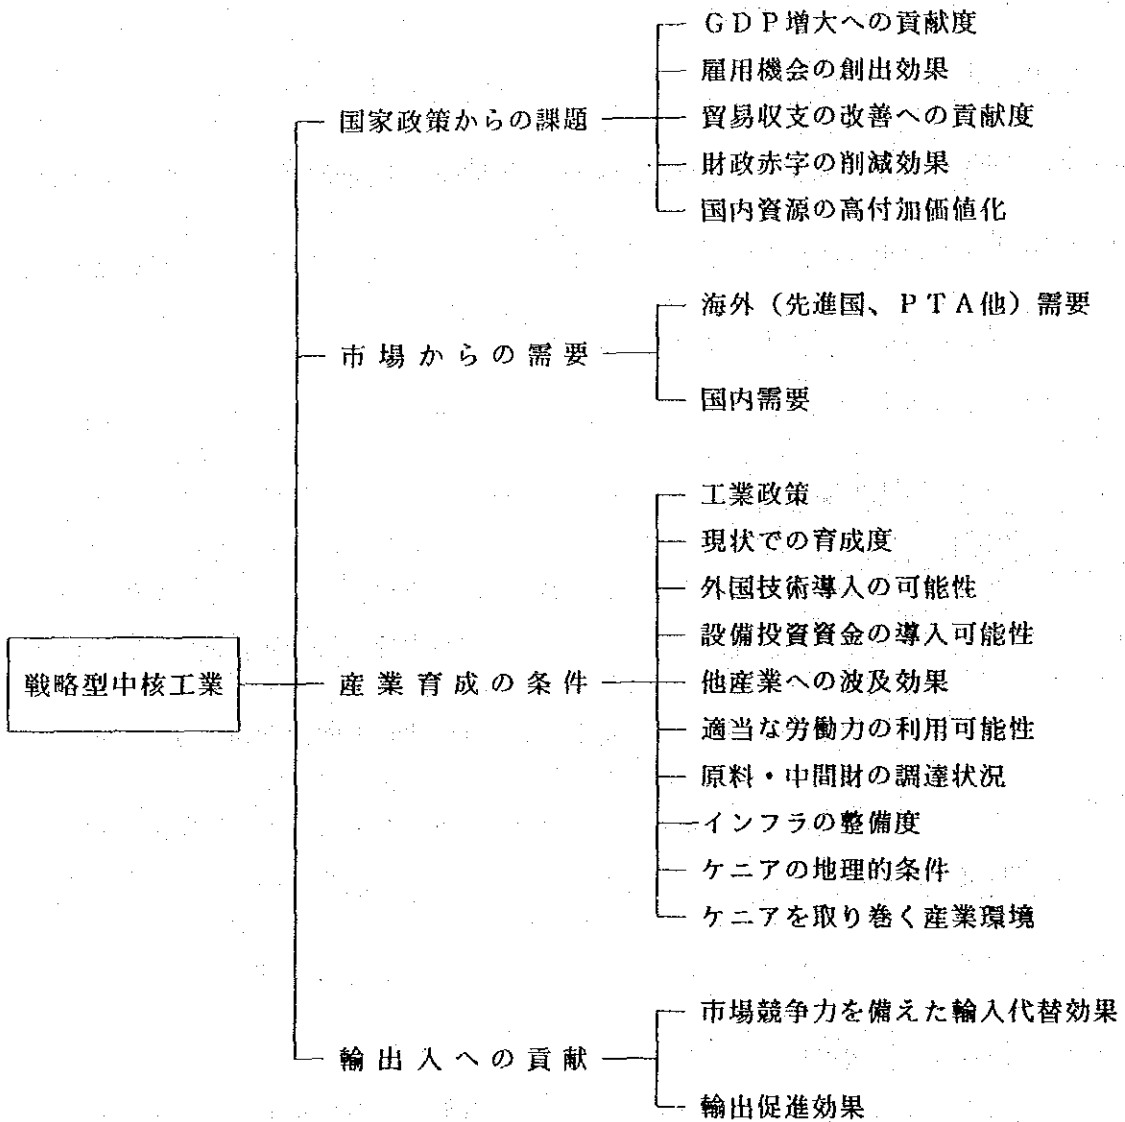 戦略型中核工業
国家政策からの課題
GDP増大への貢献度
雇用機会の創出効果
貿易収支の改善への貢献度
財政赤字の削減効果
国内資源の高付加価値化
市場からの需要
海外(先進国、PTA他)需要
国内需要
産業育成の条件
工業政策
現状での育成度
外国技術導入の可能性
設備投資資金の導入可能性
他産業への波及効果
適当な労働力の利用可能性
原料・中間財の調達状況
インフラの整備度
ケニアの地理的条件
ケニアを取り巻く産業環境
輸出入への貢献
市場競争力を備えた輸入代替効果
輸出促進効果